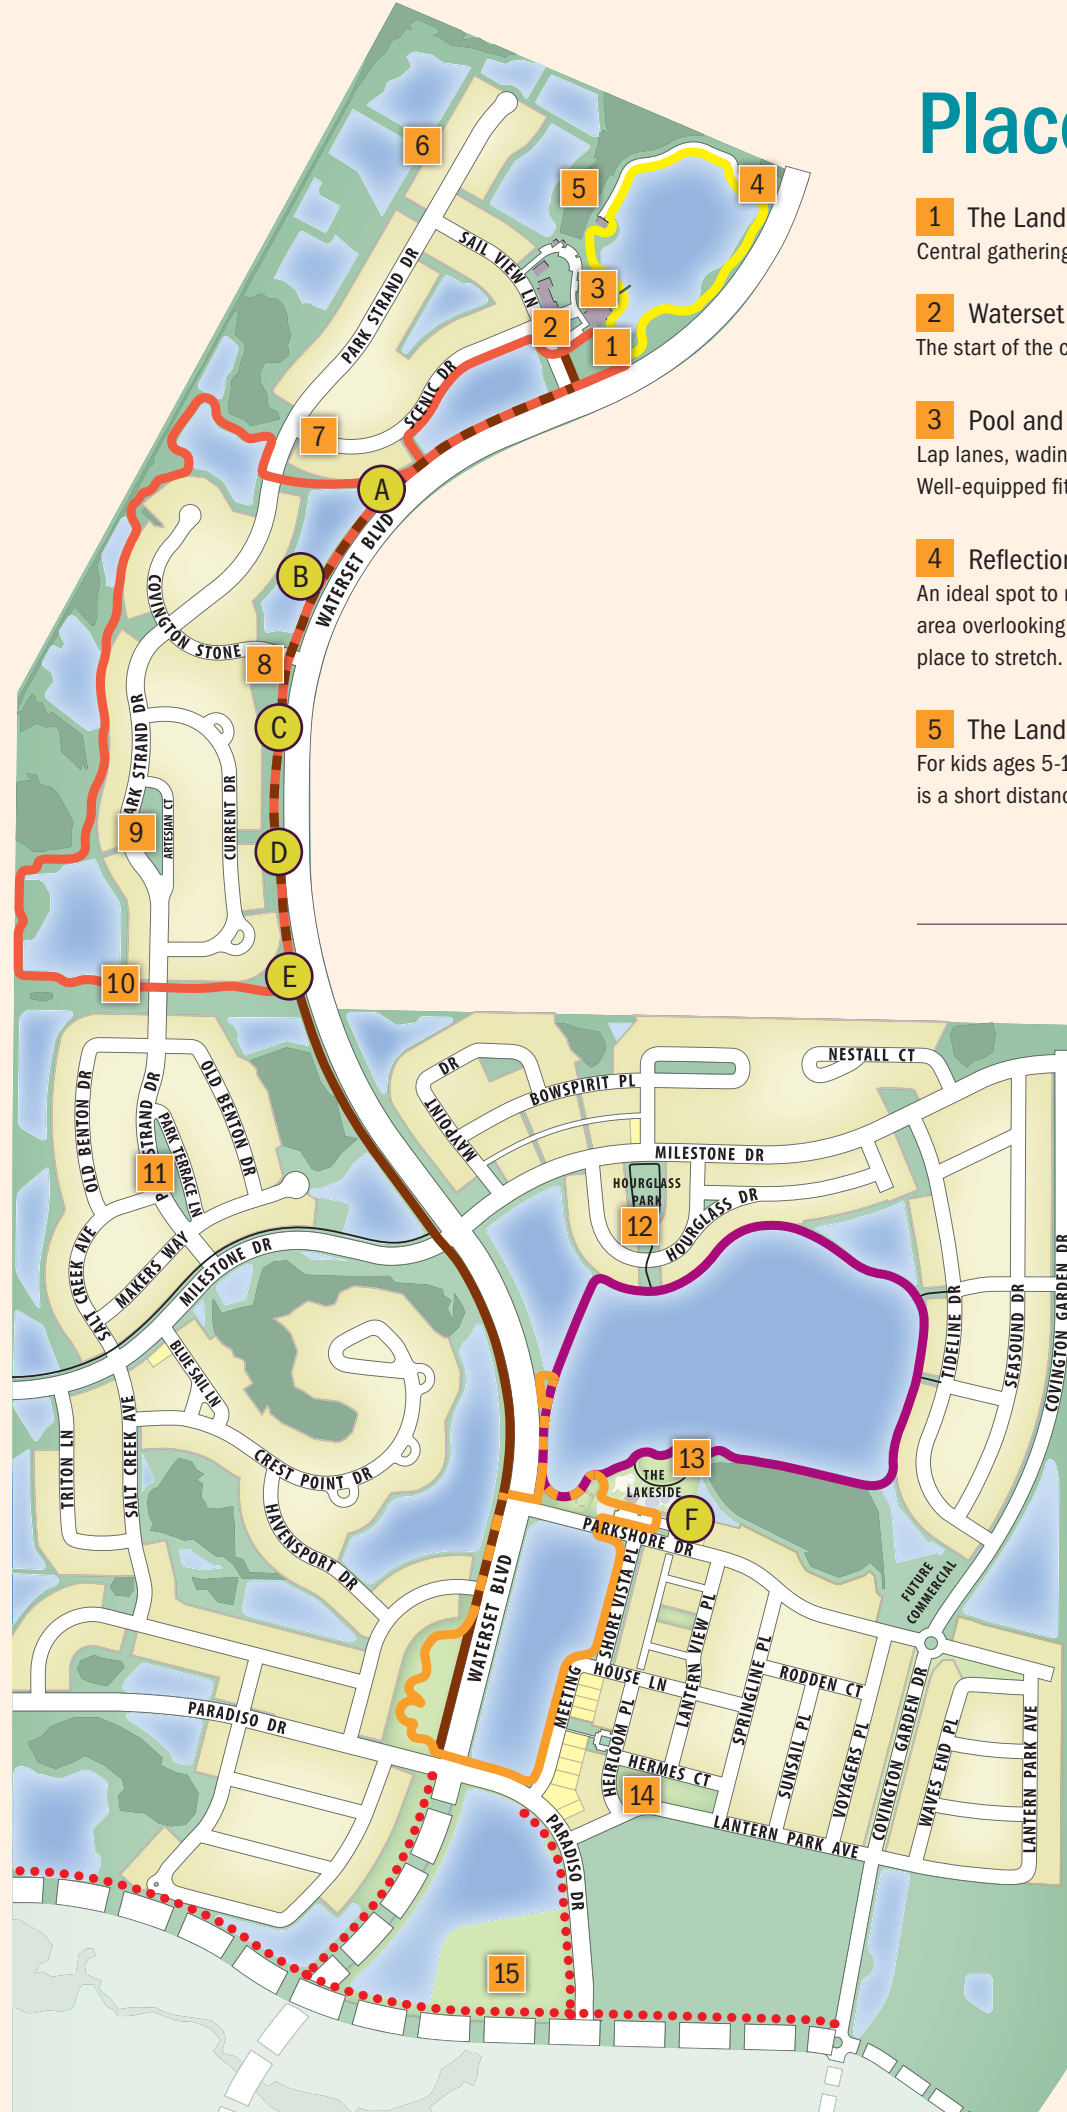 Place
1 The Land
Central gathering
2 Waterset
The start of the c
3 Pool and
Lap lanes, wadin
Well-equipped fit
4 Reflection
An ideal spot to r
area overlooking
place to stretch.
5 The Land
For kids ages 5-1
is a short distanc
6
5
4
SAIL VIEW LN
PARK STRAND DR
3
2
1
SCENIC DR
7
A
WATERSET BLVD
B
COVINGTON STONE
8
C
PARK STRAND DR
CURRENT DR
ARTESIAN CT
9
D
E
10
NESTALL CT
MAYPOINT DR
BOWSPIRIT PL
OLD BENTON DR
STRAND DR
OLD BENTON DR
PARK TERRACE LN
11
P
MILESTONE DR
HOURGLASS
PARK
12
HOURGLASS DR
SALT CREEK AVE
MAKERS WAY
MILESTONE DR
TIDELINE DR
SEASOUND DR
COVINGTON GARDEN DR
BLUE SAIL LN
TRITON LN
SALT CREEK AVE
CREST POINT DR
HAVENSPORT DR
13
THE
LAKESIDE
F
PARKSHORE DR
FUTURE
COMMERCIAL
WATERSET BLVD
SHORE VISTA PL
LANTERN VIEW PL
MEETING
HOUSE LN
SPRINGLINE PL
RODDEN CT
PARADISO DR
HEIRLOOM PL
HERMES CT
14
SUNSAIL PL
VOYAGERS PL
COVINGTON GARDEN DR
WAVES END PL
LANTERN PARK AVE
LANTERN PARK AVE
PARADISO DR
15